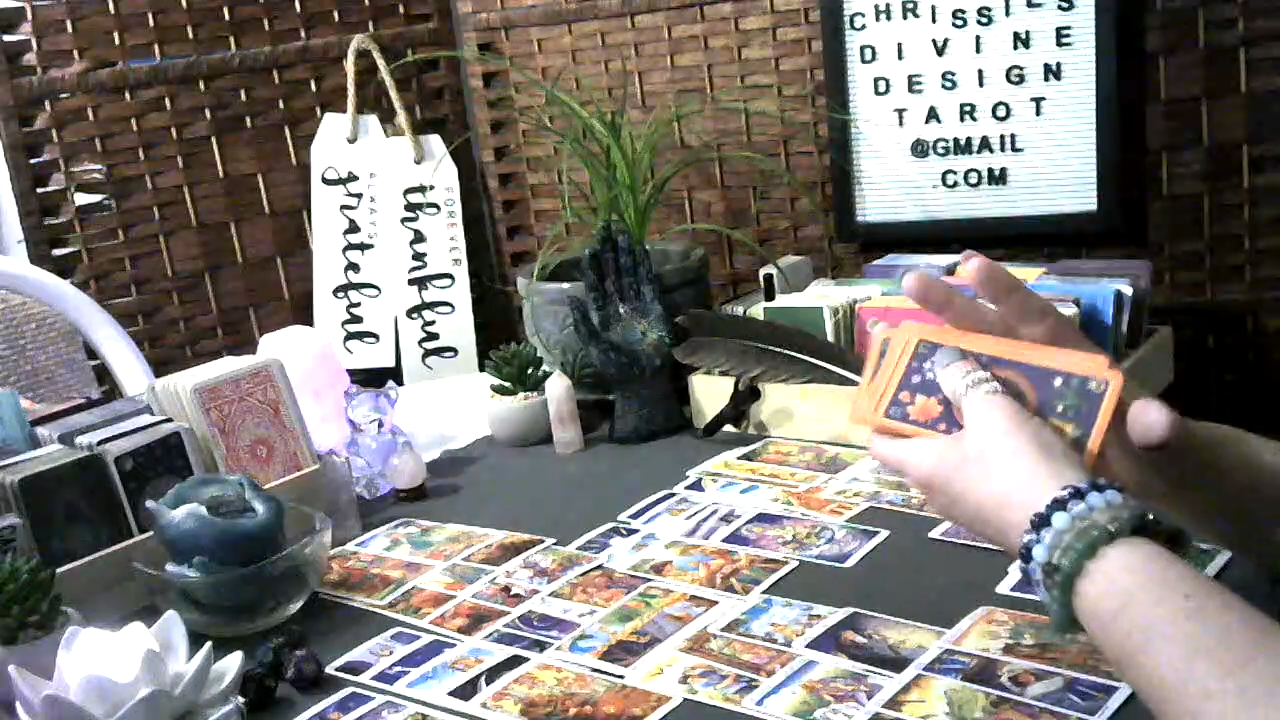 CHRISSIES
DIVINE
DESIGN
TAROT
@GMAIL
.COM
ALWAYS
grateful
FOREVER
thankful